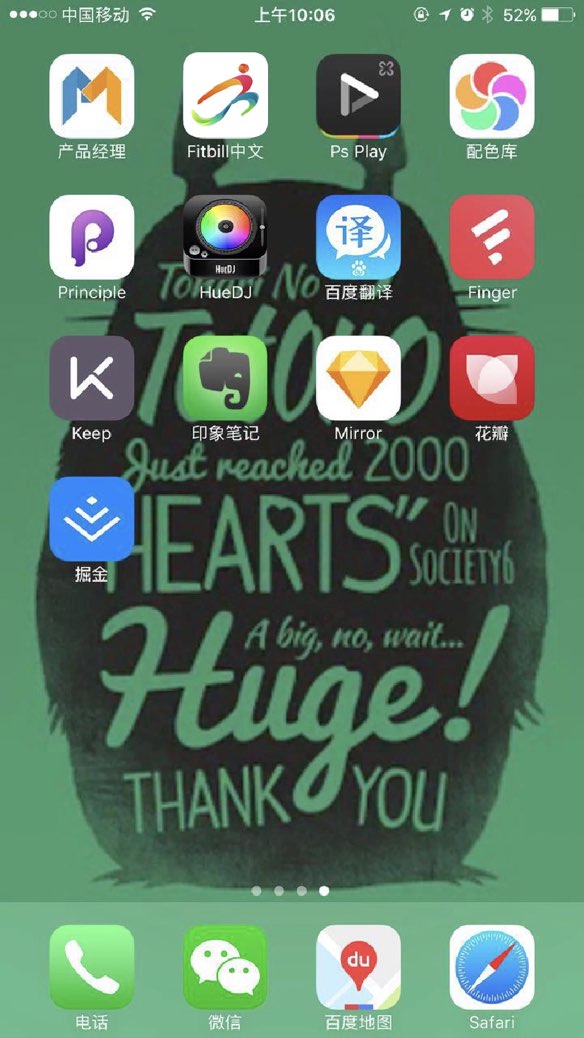 中国移动 上午10:06 52%
产品经理 Fitbill中文 Ps Play 配色库
HueDJ
译
Principle HueDJ 百度翻译 Finger
Totoro
Keep 印象笔记 Mirror 花瓣
Just reached 2000
HEARTS" ON
SOCIETY6
掘金
A big, no, wait...
Huge!
THANK YOU
du
电话 微信 百度地图 Safari